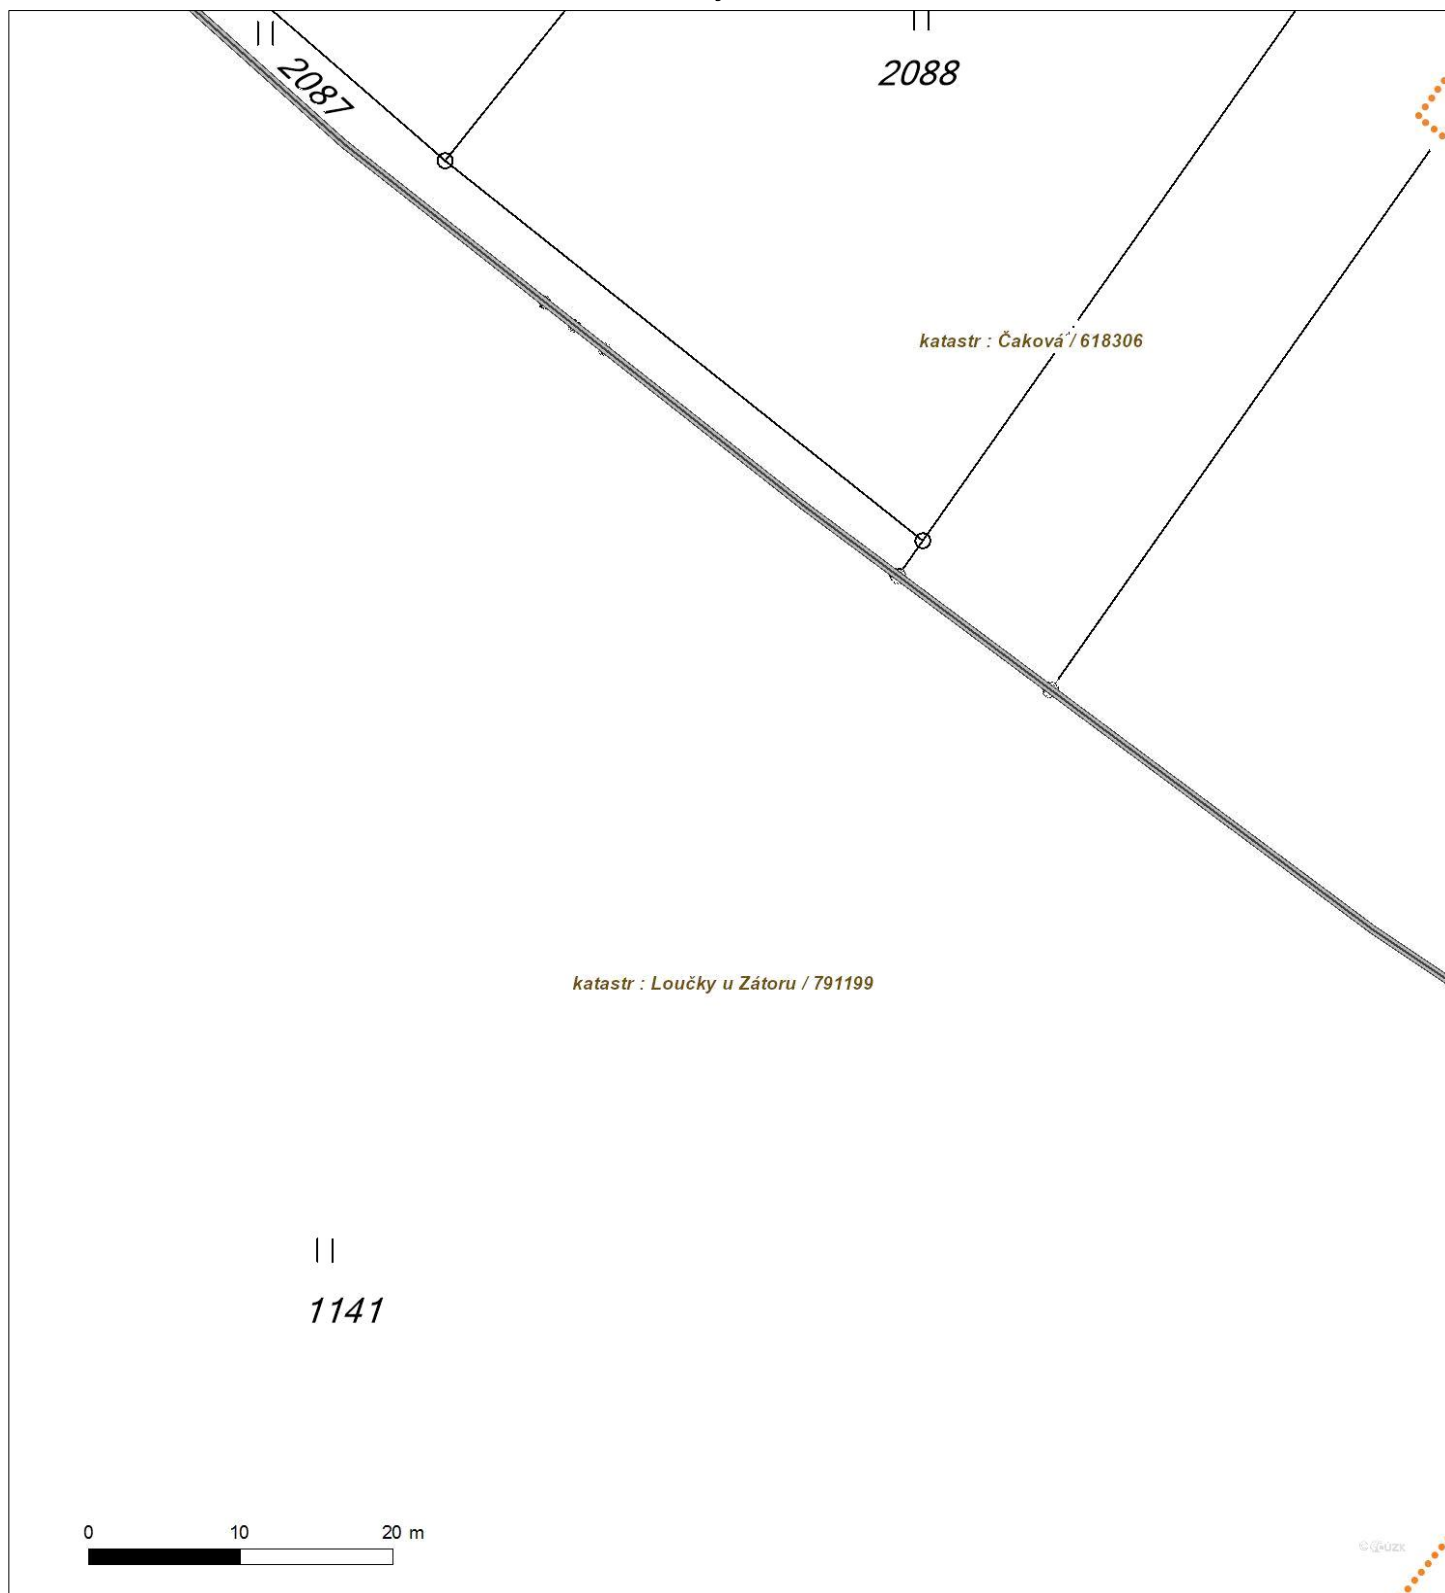 2087
2088
katastr : Čaková / 618306
katastr : Loučky u Zátoru / 791199
1141
0 10 20 m